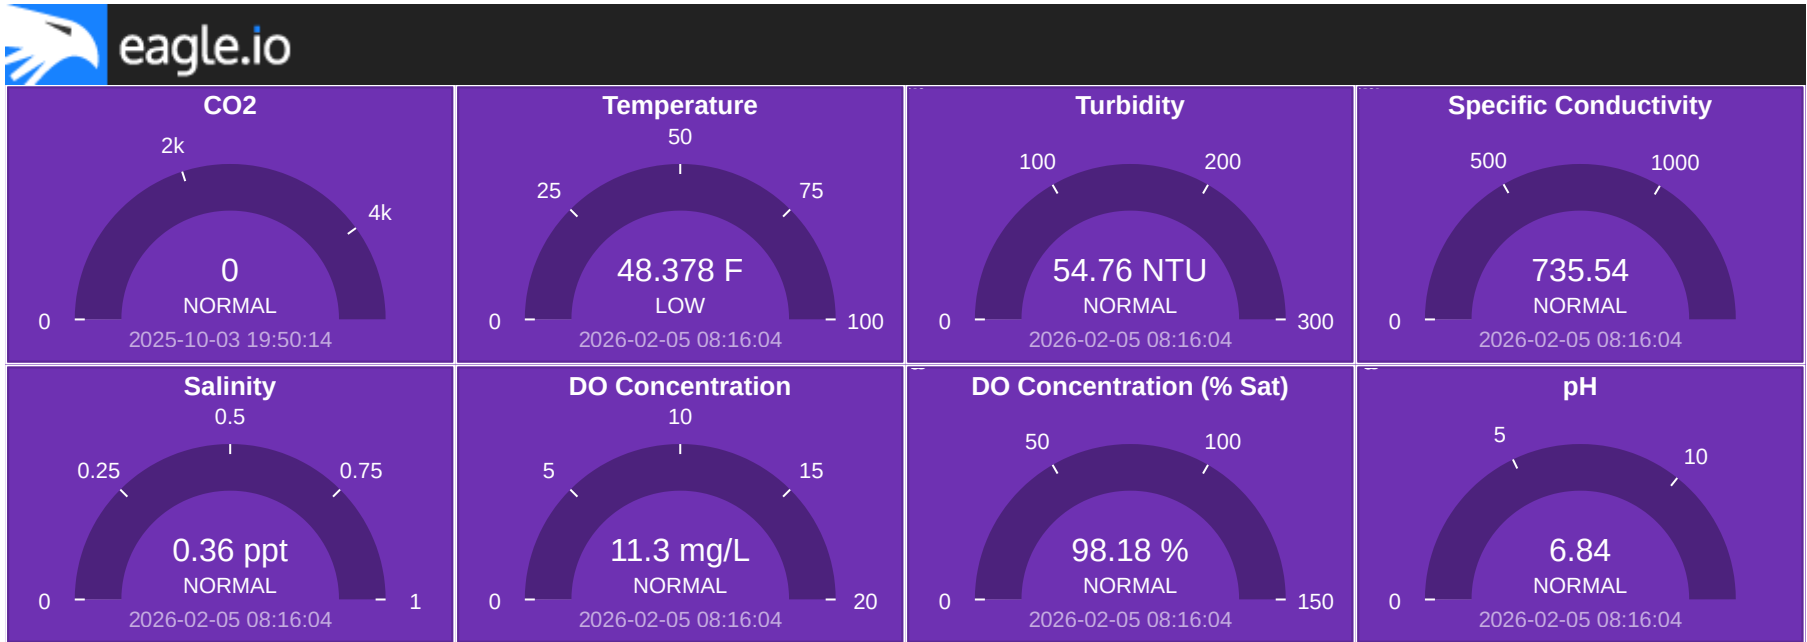 eagle.io
CO2
2k
4k
0
NORMAL
0
2025-10-03 19:50:14
Temperature
50
25
75
48.378 F
LOW
0
100
2026-02-05 08:16:04
Turbidity
100
200
54.76 NTU
NORMAL
0
300
2026-02-05 08:16:04
Specific Conductivity
500
1000
735.54
NORMAL
0
2026-02-05 08:16:04
Salinity
0.5
0.25
0.75
0.36 ppt
NORMAL
0
1
2026-02-05 08:16:04
DO Concentration
10
5
15
11.3 mg/L
NORMAL
0
20
2026-02-05 08:16:04
DO Concentration (% Sat)
50
100
98.18 %
NORMAL
0
150
2026-02-05 08:16:04
pH
5
10
6.84
NORMAL
0
2026-02-05 08:16:04